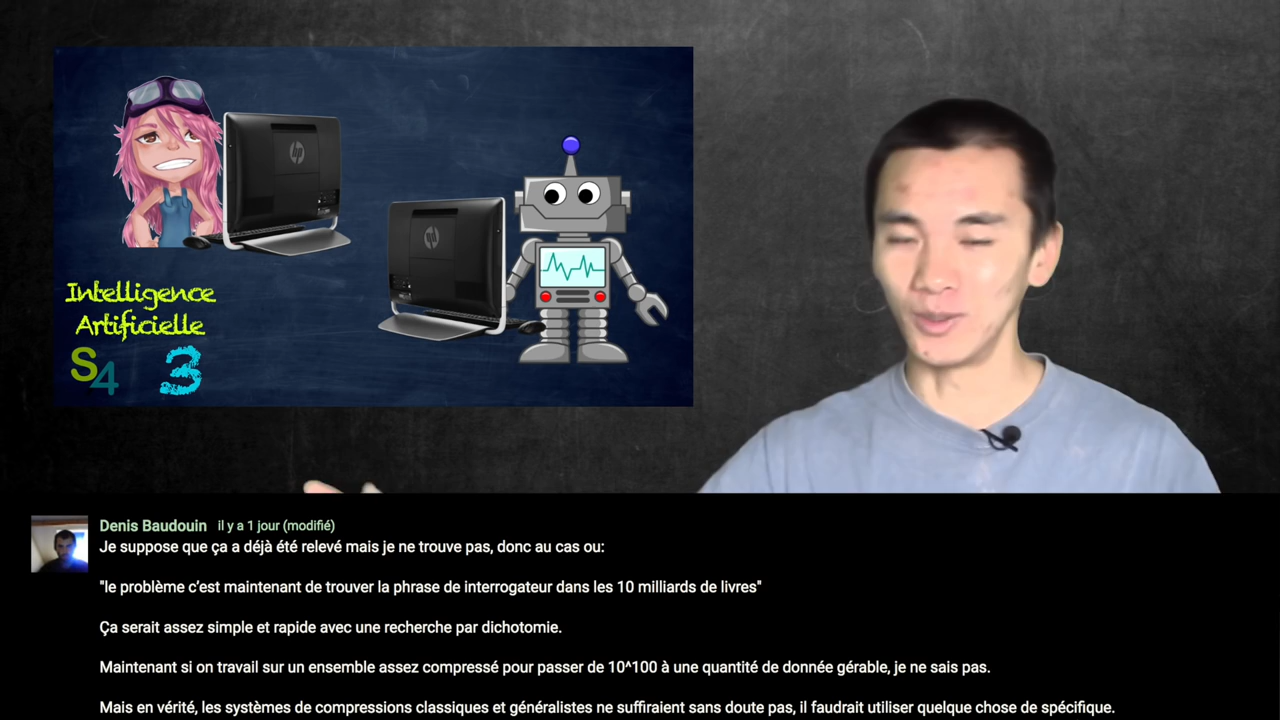 Intelligence
Artificielle
S4 3
hp
hp
Denis Baudouin il y a 1 jour (modifié)
Je suppose que ça a déjà été relevé mais je ne trouve pas, donc au cas ou:
"le problème c'est maintenant de trouver la phrase de interrogateur dans les 10 milliards de livres"
Ça serait assez simple et rapide avec une recherche par dichotomie.
Maintenant si on travail sur un ensemble assez compressé pour passer de 10^100 à une quantité de donnée gérable, je ne sais pas.
Mais en vérité, les systèmes de compressions classiques et généralistes ne suffiraient sans doute pas, il faudrait utiliser quelque chose de spécifique.